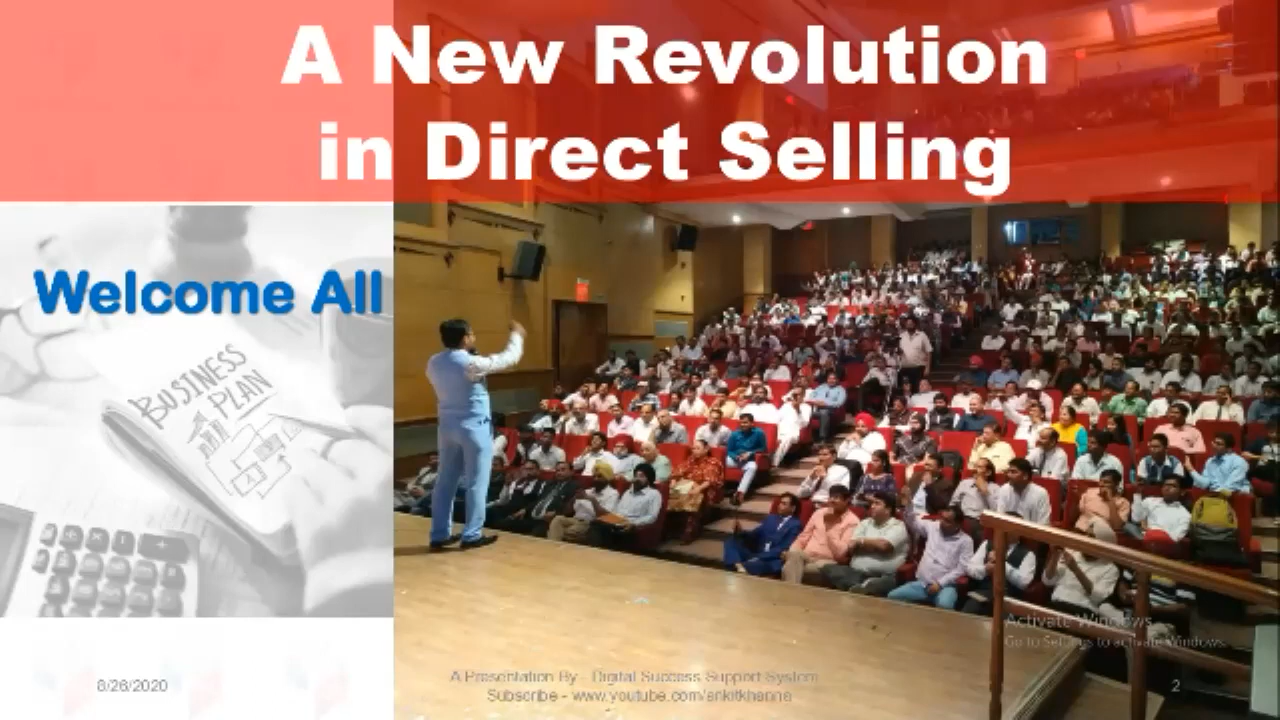 A New Revolution
in Direct Selling
Welcome All
BUSINESS
PLAN
Activate Windows
Go to Settings to activate Windows.
8/26/2020
A Presentation By - Digital Success Support System
Subscribe - www.youtube.com/ankitkhanna
2